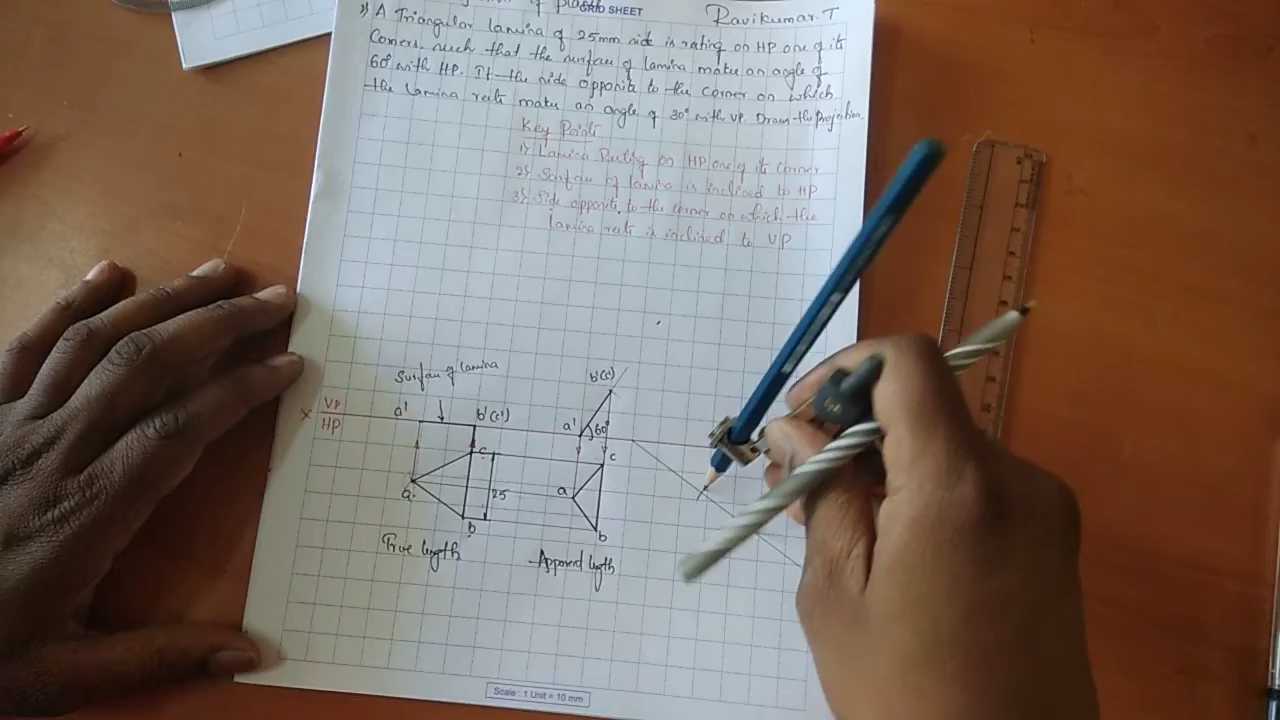 GRID SHEET
Ravikumar.T
1) A Triangular lamina of 25mm side is resting on HP one of its
Corners such that the surface of lamina makes an angle of
60° with HP. If the side opposite to the corner on which
the lamina rests makes an angle of 30° with VP. Draw the projection.
Key Points
1) Lamina Resting on HP one of its corner
2) Surface of lamina is inclined to HP
3) Side opposite to the corner on which the
lamina rests is inclined to VP
Surface of lamina
b'(c')
X VP
HP
a'
b'(c')
a'
60°
c
c
a
25
a
b
b
True length
Apparent length
Scale : 1 Unit = 10 mm